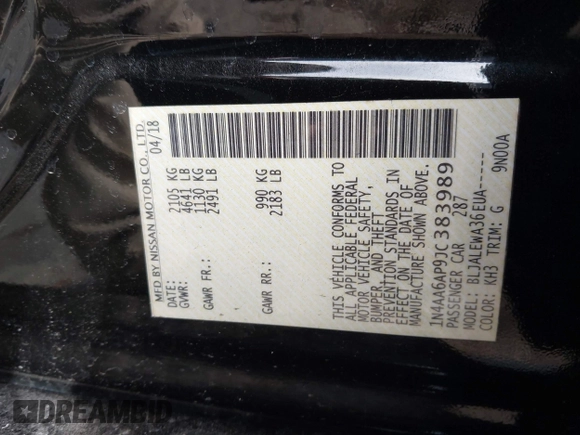 MFD BY NISSAN MOTOR CO., LTD.
DATE: 04/18
GVWR: 2105 KG
4641 LB
GAWR FR: 1130 KG
2491 LB
GAWR RR: 990 KG
2183 LB
THIS VEHICLE CONFORMS TO
ALL APPLICABLE FEDERAL
MOTOR VEHICLE SAFETY,
BUMPER AND THEFT
PREVENTION STANDARDS IN
EFFECT ON THE DATE OF
MANUFACTURE SHOWN ABOVE.
1N4AA6AP9JC383989
PASSENGER CAR 287
MODEL: BLJALEWA36EUA------
COLOR: KH3 TRIM: G 9N00A
DREAMBID